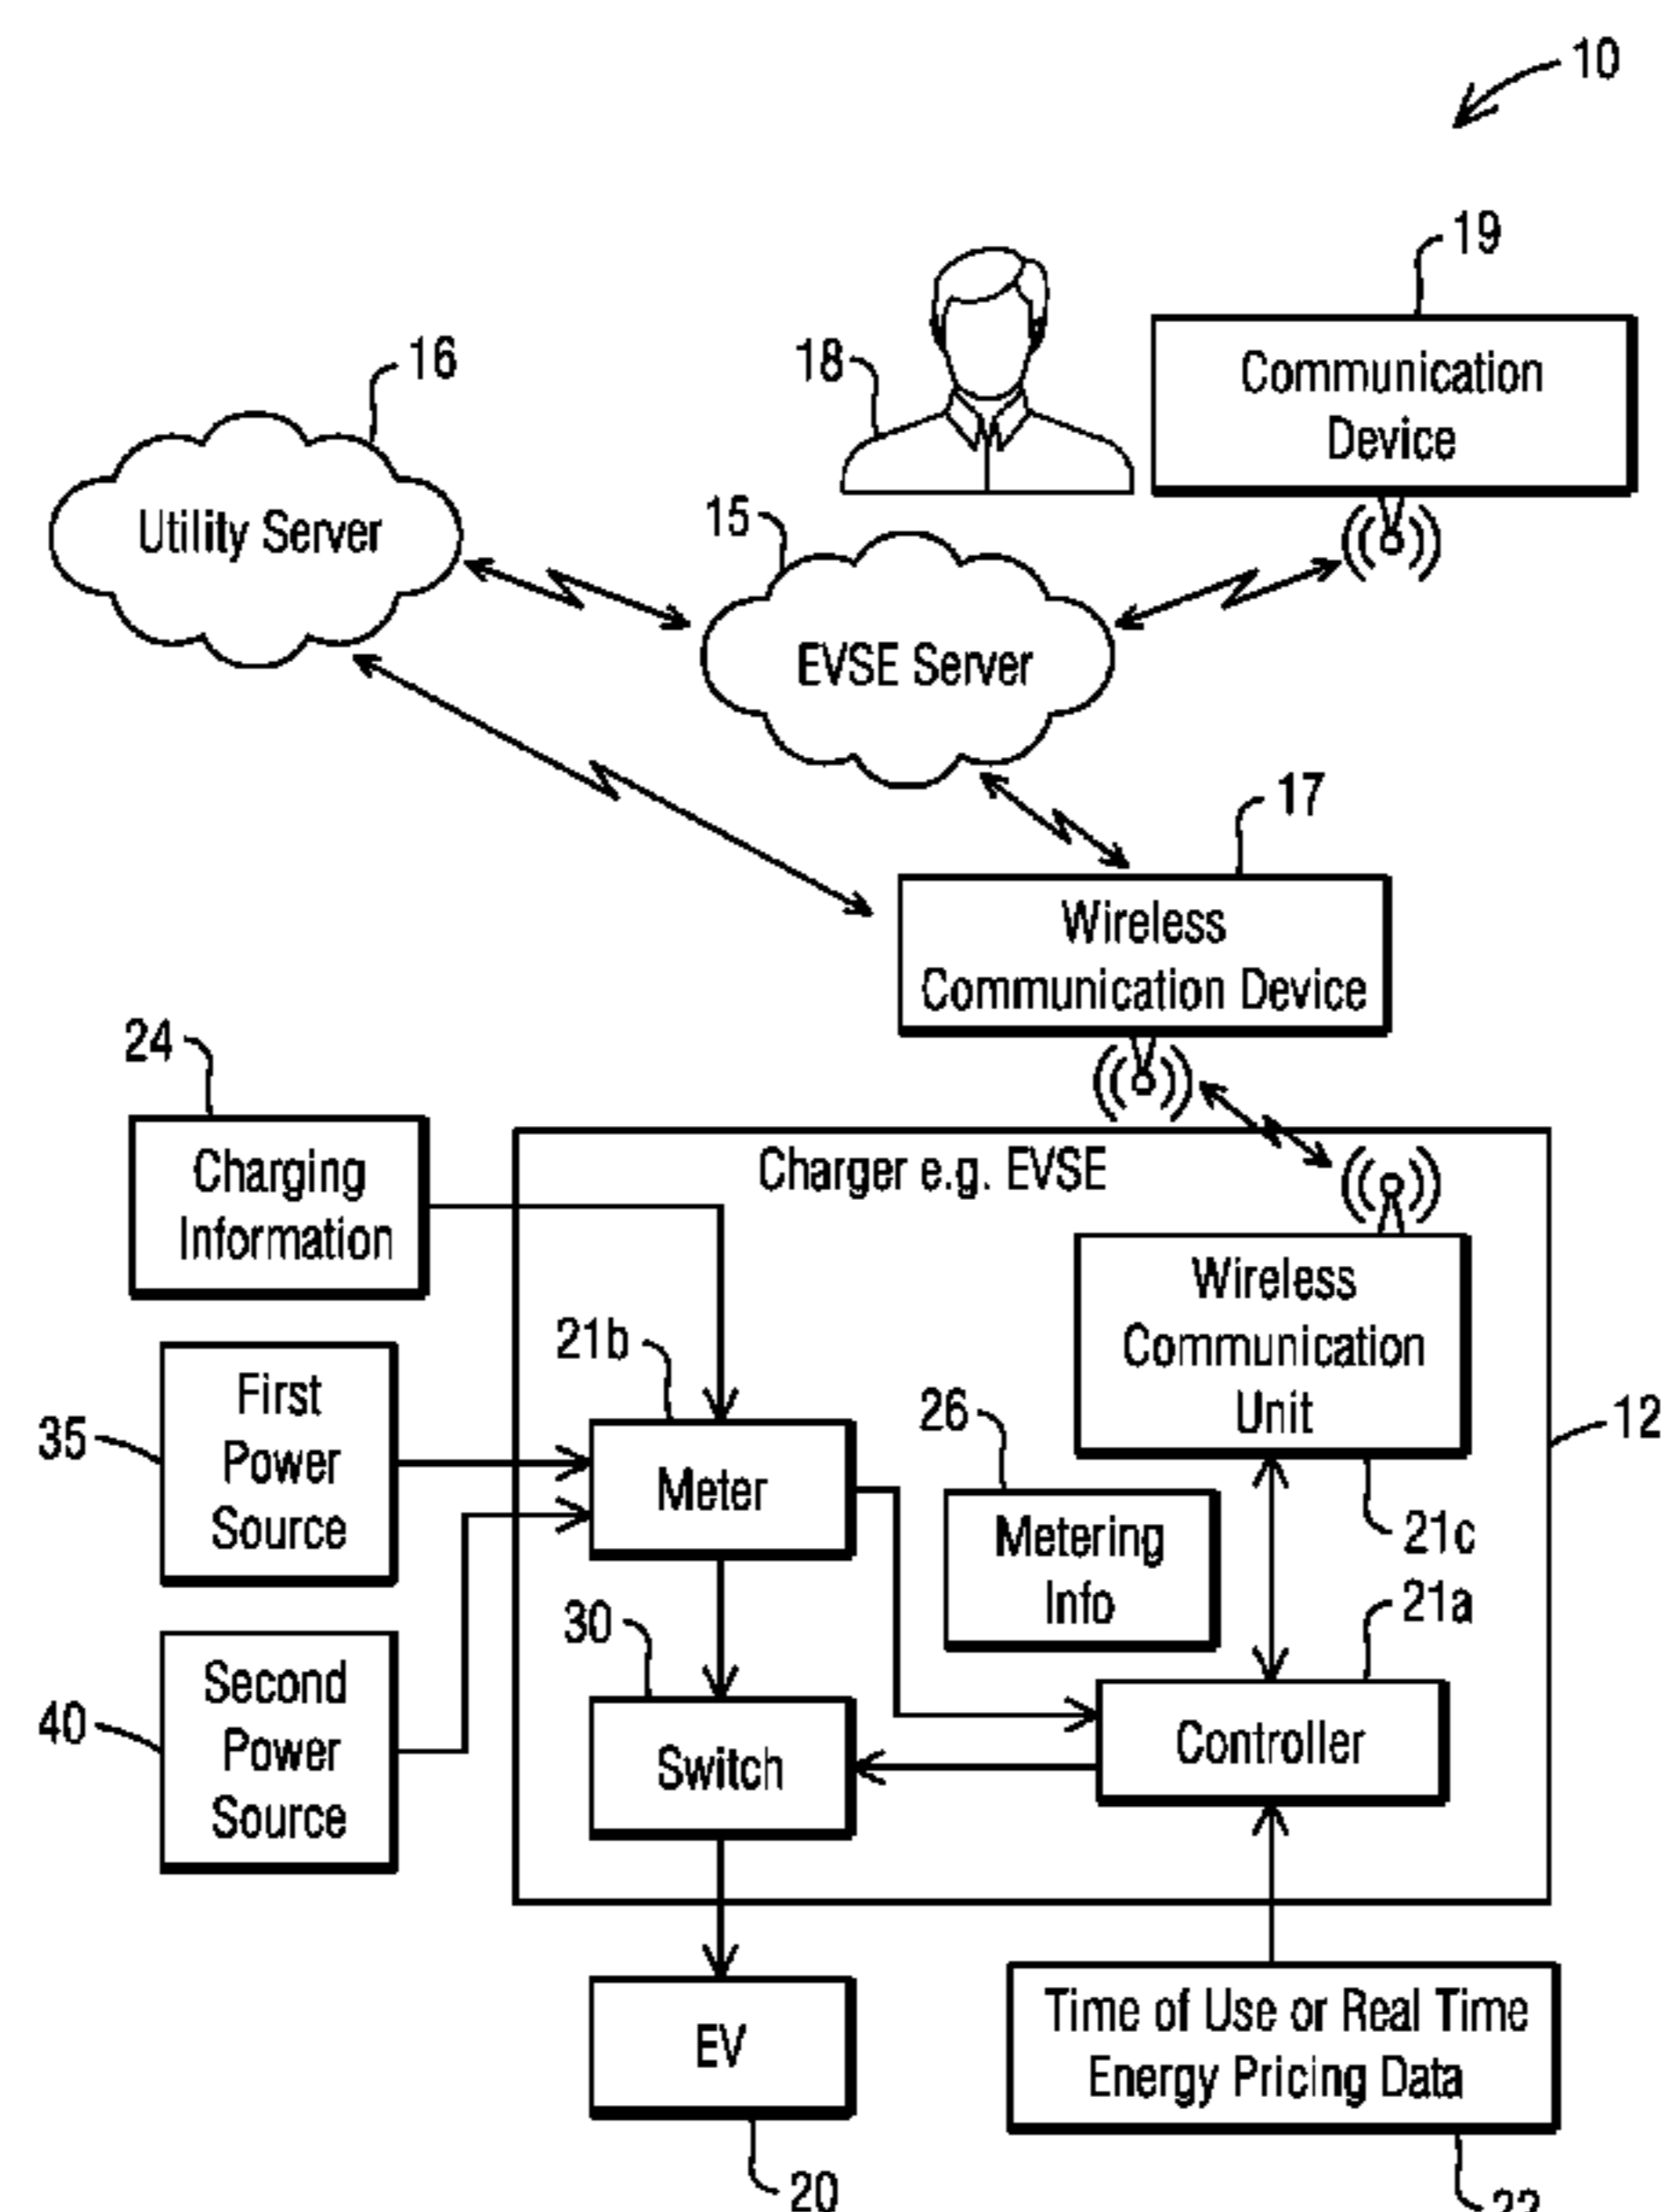 10
19
Communication
Device
18
16
Utility Server
15
EVSE Server
17
Wireless
Communication Device
24
Charging
Information
Charger e.g. EVSE
Wireless
Communication
Unit
21b
26
12
35
First
Power
Source
Meter
Metering
Info
21c
21a
30
40
Second
Power
Source
Switch
Controller
EV
Time of Use or Real Time
Energy Pricing Data
20